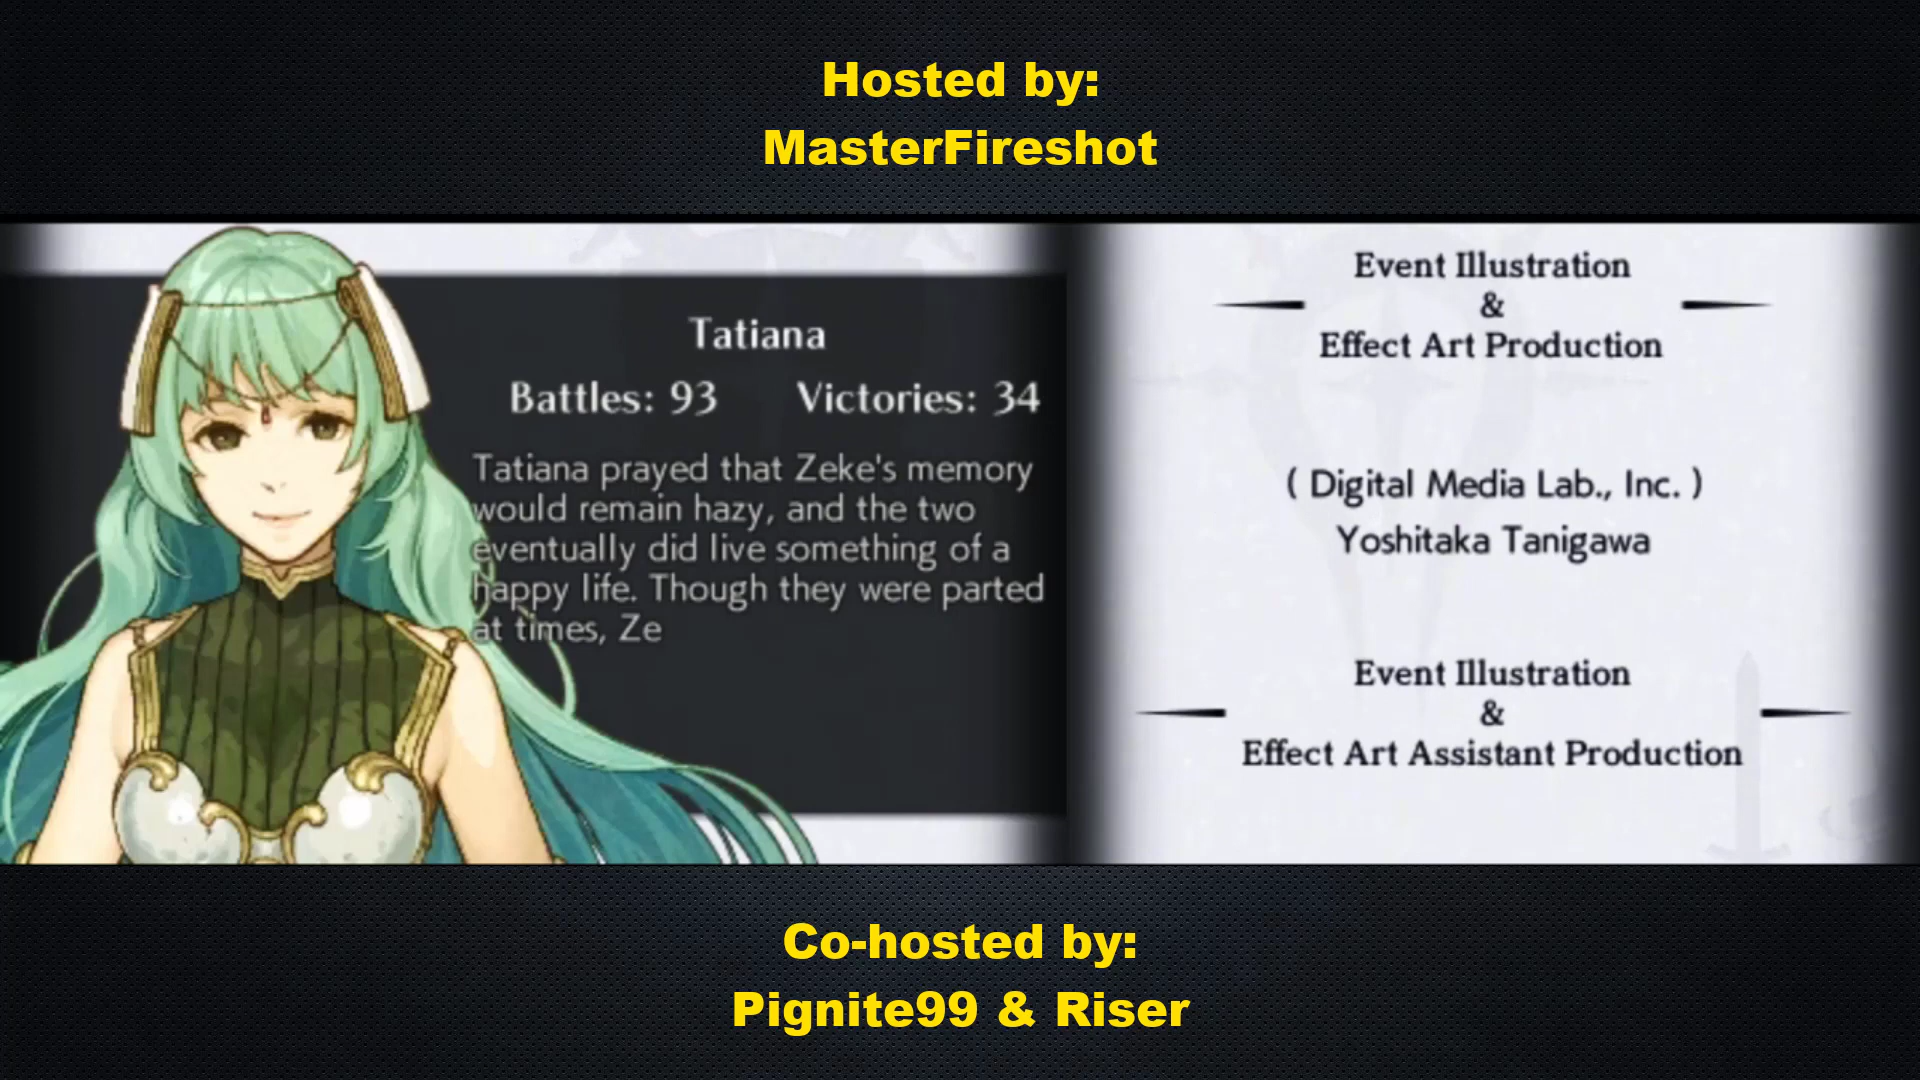 Hosted by:
MasterFireshot
Tatiana
Battles: 93 Victories: 34
Tatiana prayed that Zeke's memory
would remain hazy, and the two
eventually did live something of a
happy life. Though they were parted
at times, Ze
Event Illustration
&
Effect Art Production
( Digital Media Lab., Inc. )
Yoshitaka Tanigawa
Event Illustration
&
Effect Art Assistant Production
Co-hosted by:
Pignite99 & Riser